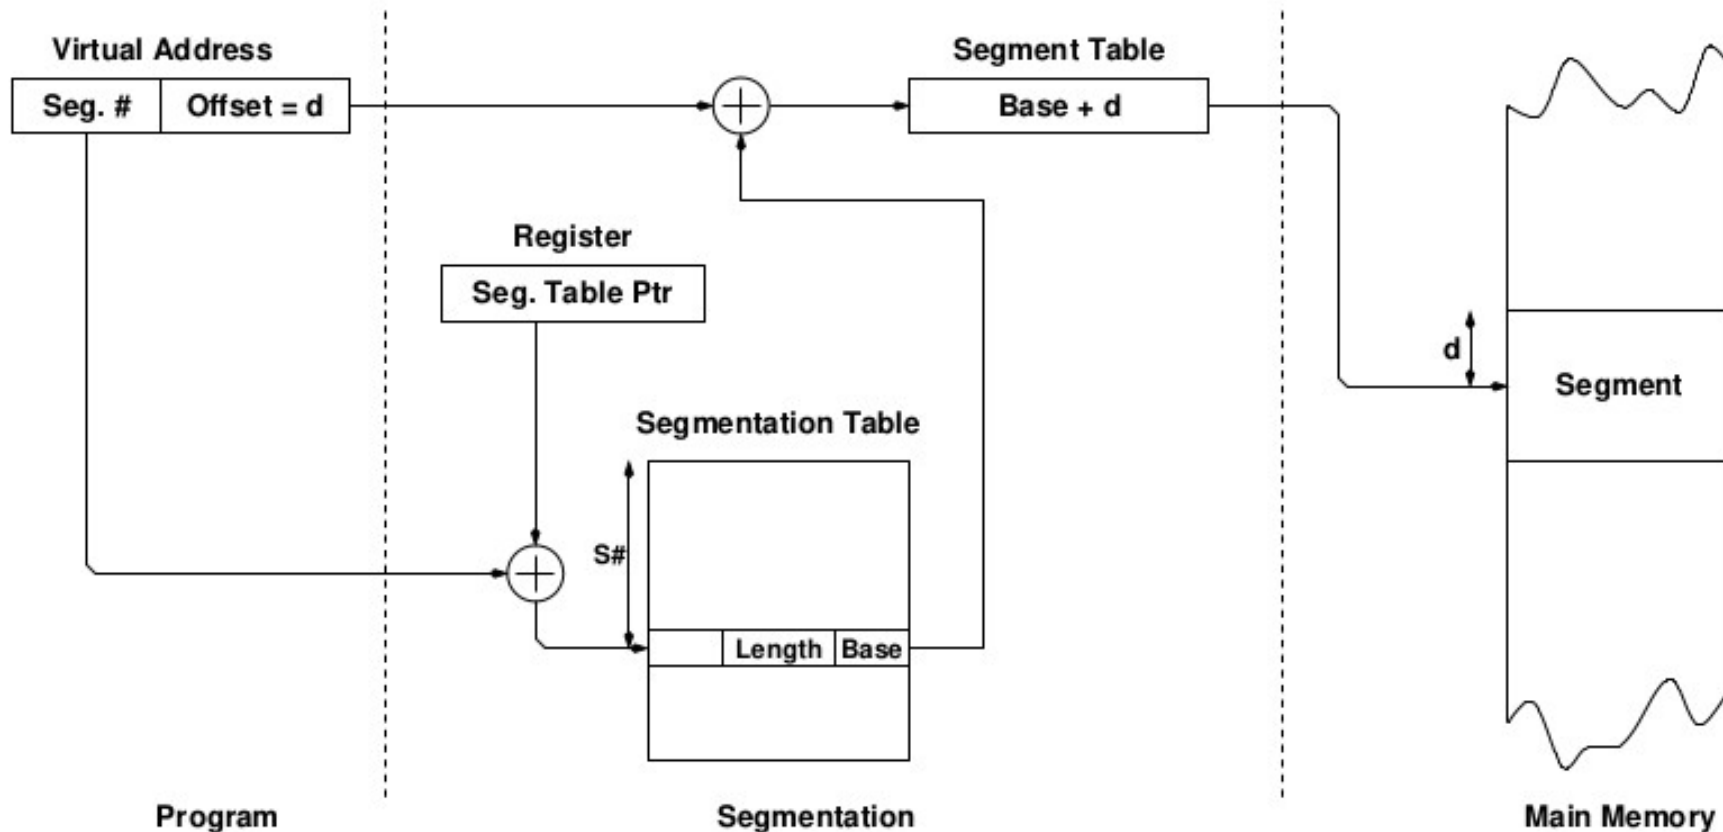 Virtual Address
Segment Table
Seg. #
Offset = d
Base + d
Register
Seg. Table Ptr
d
Segment
Segmentation Table
S#
Length
Base
Program
Segmentation
Main Memory